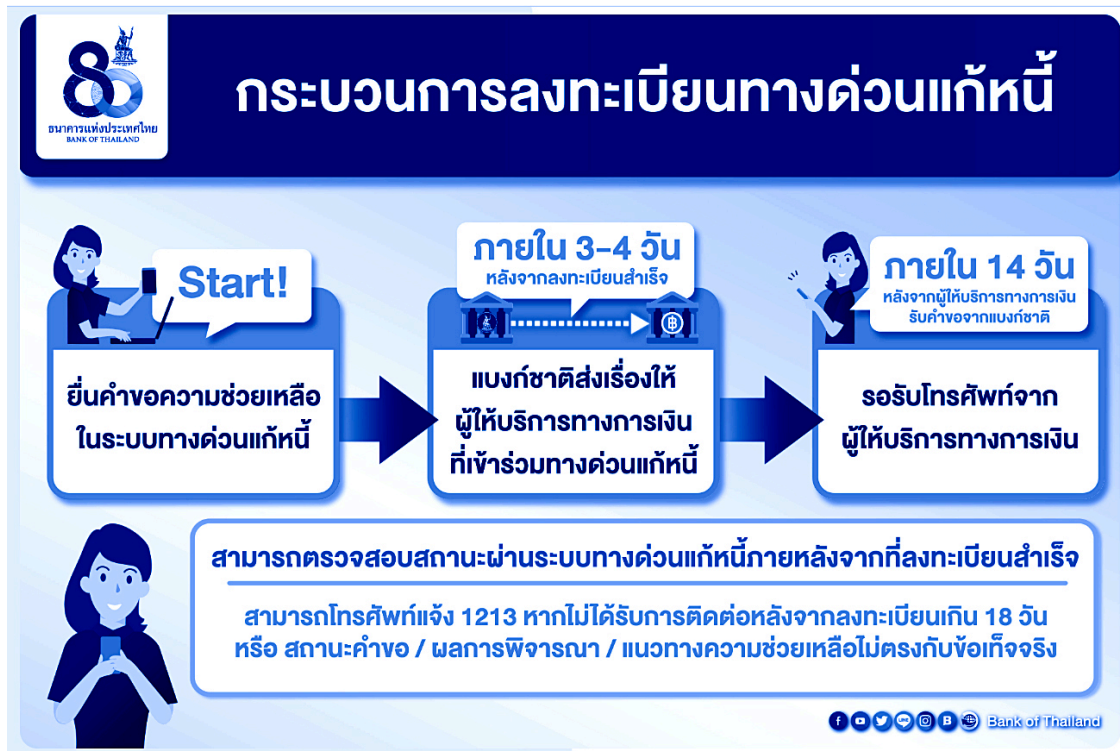 80
ธนาคารแห่งประเทศไทย
BANK OF THAILAND
กระบวนการลงทะเบียนทางด่วนแก้หนี้
Start!
ยื่นคำขอความช่วยเหลือ
ในระบบทางด่วนแก้หนี้
ภายใน 3-4 วัน
หลังจากลงทะเบียนสำเร็จ
แบงก์ชาติส่งเรื่องให้
ผู้ให้บริการทางการเงิน
ที่เข้าร่วมทางด่วนแก้หนี้
ภายใน 14 วัน
หลังจากผู้ให้บริการทางการเงิน
รับคำขอจากแบงก์ชาติ
รอรับโทรศัพท์จาก
ผู้ให้บริการทางการเงิน
สามารถตรวจสอบสถานะผ่านระบบทางด่วนแก้หนี้ภายหลังจากที่ลงทะเบียนสำเร็จ
สามารถโทรศัพท์แจ้ง 1213 หากไม่ได้รับการติดต่อหลังจากลงทะเบียนเกิน 18 วัน
หรือ สถานะคำขอ / ผลการพิจารณา / แนวทางความช่วยเหลือไม่ตรงกับข้อเท็จจริง
Bank of Thailand